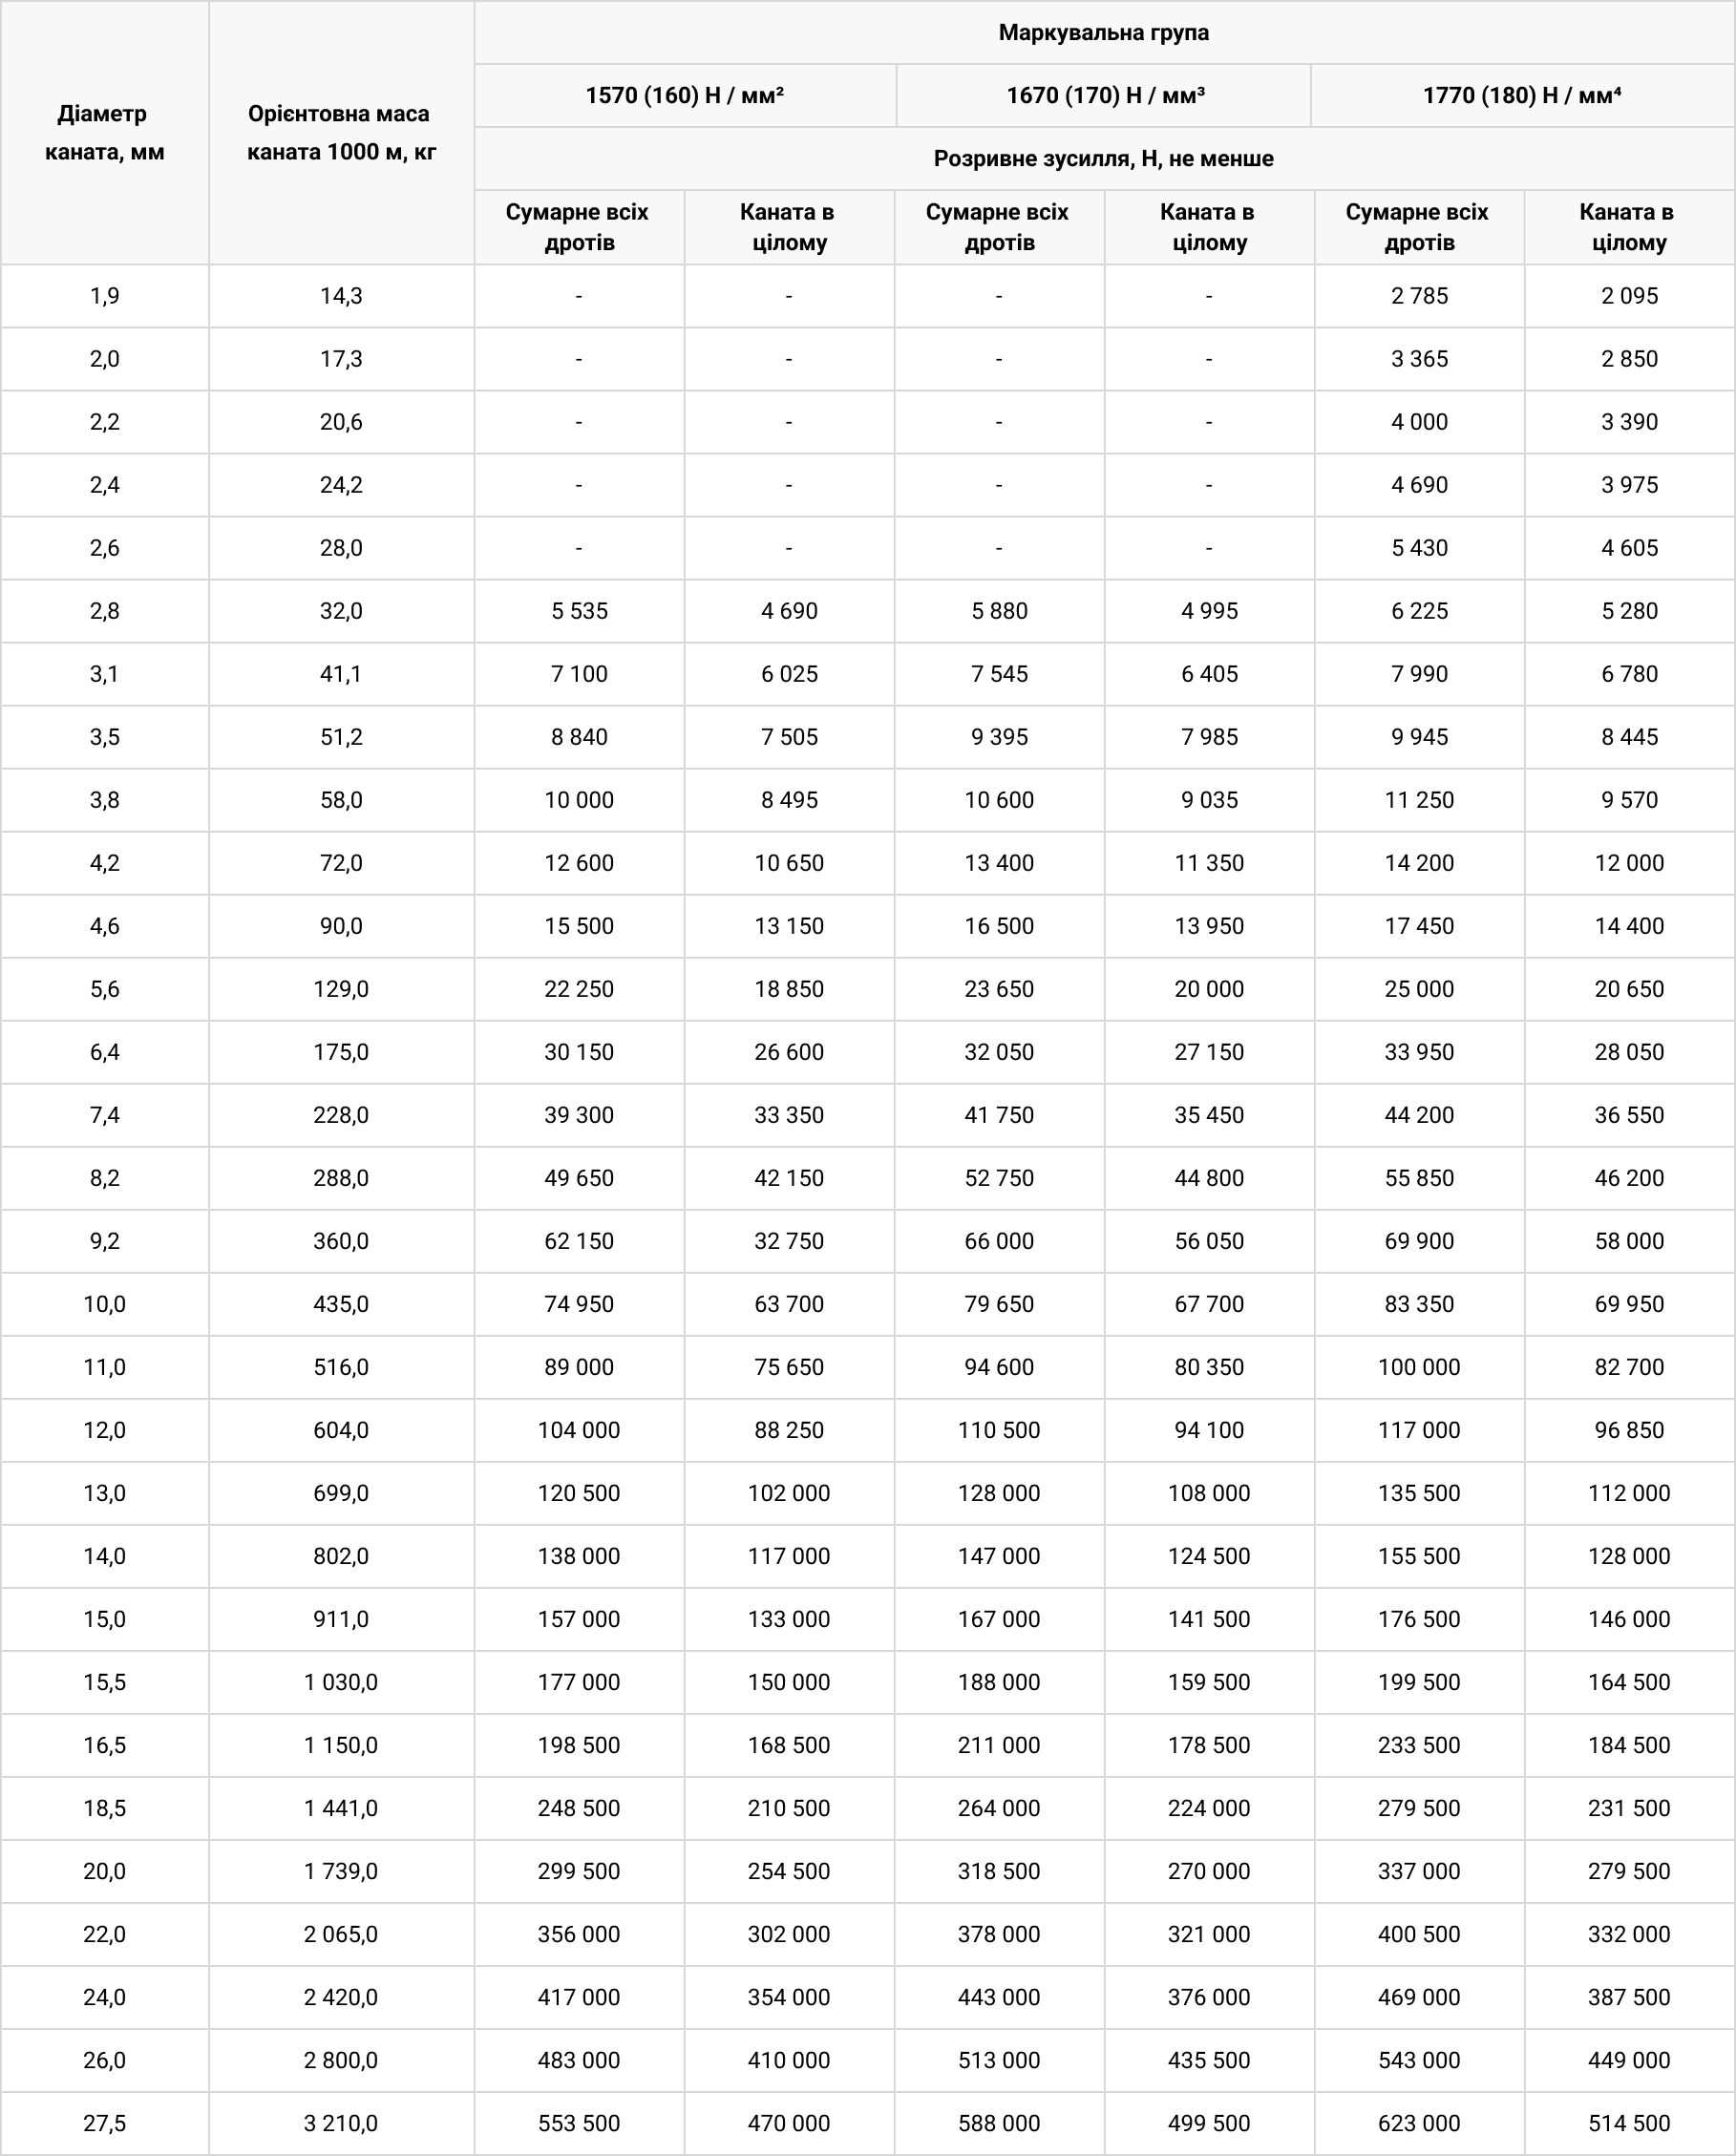 Маркувальна група
Діаметр
каната, мм
Орієнтовна маса
каната 1000 м, кг
1570 (160) Н / мм² 1670 (170) Н / мм³ 1770 (180) Н / мм⁴
Розривне зусилля, Н, не менше
Сумарне всіх
дротів
Каната в
цілому
Сумарне всіх
дротів
Каната в
цілому
Сумарне всіх
дротів
Каната в
цілому
1,9 14,3 - - - - 2 785 2 095
2,0 17,3 - - - - 3 365 2 850
2,2 20,6 - - - - 4 000 3 390
2,4 24,2 - - - - 4 690 3 975
2,6 28,0 - - - - 5 430 4 605
2,8 32,0 5 535 4 690 5 880 4 995 6 225 5 280
3,1 41,1 7 100 6 025 7 545 6 405 7 990 6 780
3,5 51,2 8 840 7 505 9 395 7 985 9 945 8 445
3,8 58,0 10 000 8 495 10 600 9 035 11 250 9 570
4,2 72,0 12 600 10 650 13 400 11 350 14 200 12 000
4,6 90,0 15 500 13 150 16 500 13 950 17 450 14 400
5,6 129,0 22 250 18 850 23 650 20 000 25 000 20 650
6,4 175,0 30 150 26 600 32 050 27 150 33 950 28 050
7,4 228,0 39 300 33 350 41 750 35 450 44 200 36 550
8,2 288,0 49 650 42 150 52 750 44 800 55 850 46 200
9,2 360,0 62 150 32 750 66 000 56 050 69 900 58 000
10,0 435,0 74 950 63 700 79 650 67 700 83 350 69 950
11,0 516,0 89 000 75 650 94 600 80 350 100 000 82 700
12,0 604,0 104 000 88 250 110 500 94 100 117 000 96 850
13,0 699,0 120 500 102 000 128 000 108 000 135 500 112 000
14,0 802,0 138 000 117 000 147 000 124 500 155 500 128 000
15,0 911,0 157 000 133 000 167 000 141 500 176 500 146 000
15,5 1 030,0 177 000 150 000 188 000 159 500 199 500 164 500
16,5 1 150,0 198 500 168 500 211 000 178 500 233 500 184 500
18,5 1 441,0 248 500 210 500 264 000 224 000 279 500 231 500
20,0 1 739,0 299 500 254 500 318 500 270 000 337 000 279 500
22,0 2 065,0 356 000 302 000 378 000 321 000 400 500 332 000
24,0 2 420,0 417 000 354 000 443 000 376 000 469 000 387 500
26,0 2 800,0 483 000 410 000 513 000 435 500 543 000 449 000
27,5 3 210,0 553 500 470 000 588 000 499 500 623 000 514 500